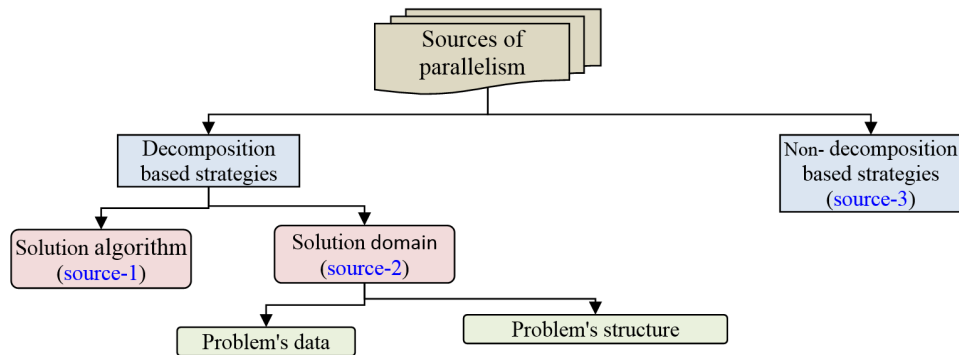 Sources of
parallelism
Decomposition
based strategies
Non- decomposition
based strategies
(source-3)
Solution algorithm
(source-1)
Solution domain
(source-2)
Problem's data
Problem's structure